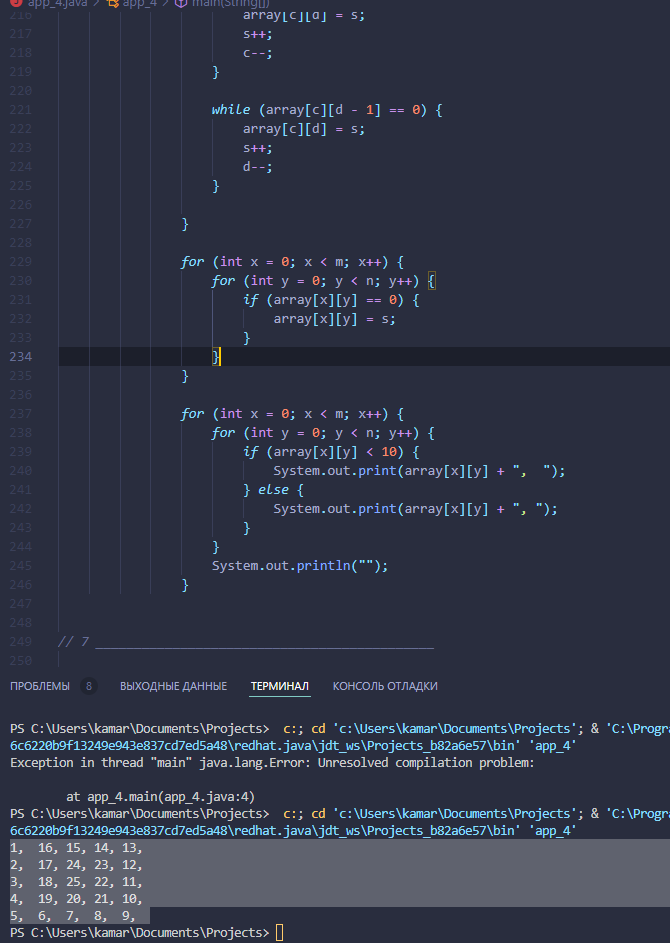 app_4.java > app_4 > main(String[])
216 array[c][d] = s;
217 s++;
218 c--;
219 }
220
221 while (array[c][d - 1] == 0) {
222 array[c][d] = s;
223 s++;
224 d--;
225 }
226
227 }
228
229 for (int x = 0; x < m; x++) {
230 for (int y = 0; y < n; y++) {
231 if (array[x][y] == 0) {
232 array[x][y] = s;
233 }
234 }
235 }
236
237 for (int x = 0; x < m; x++) {
238 for (int y = 0; y < n; y++) {
239 if (array[x][y] < 10) {
240 System.out.print(array[x][y] + ",  ");
241 } else {
242 System.out.print(array[x][y] + ", ");
243 }
244 }
245 System.out.println("");
246 }
247
248
249 // 7 ____________________________________________
250
ПРОБЛЕМЫ 8 ВЫХОДНЫЕ ДАННЫЕ ТЕРМИНАЛ КОНСОЛЬ ОТЛАДКИ
PS C:\Users\kamar\Documents\Projects>  c:; cd 'c:\Users\kamar\Documents\Projects'; & 'C:\Progra
6c6220b9f13249e943e837cd7ed5a48\redhat.java\jdt_ws\Projects_b82a6e57\bin' 'app_4'
Exception in thread "main" java.lang.Error: Unresolved compilation problem:
at app_4.main(app_4.java:4)
PS C:\Users\kamar\Documents\Projects>  c:; cd 'c:\Users\kamar\Documents\Projects'; & 'C:\Progra
6c6220b9f13249e943e837cd7ed5a48\redhat.java\jdt_ws\Projects_b82a6e57\bin' 'app_4'
1,  16, 15, 14, 13,
2,  17, 24, 23, 12,
3,  18, 25, 22, 11,
4,  19, 20, 21, 10,
5,  6,  7,  8,  9,
PS C:\Users\kamar\Documents\Projects>